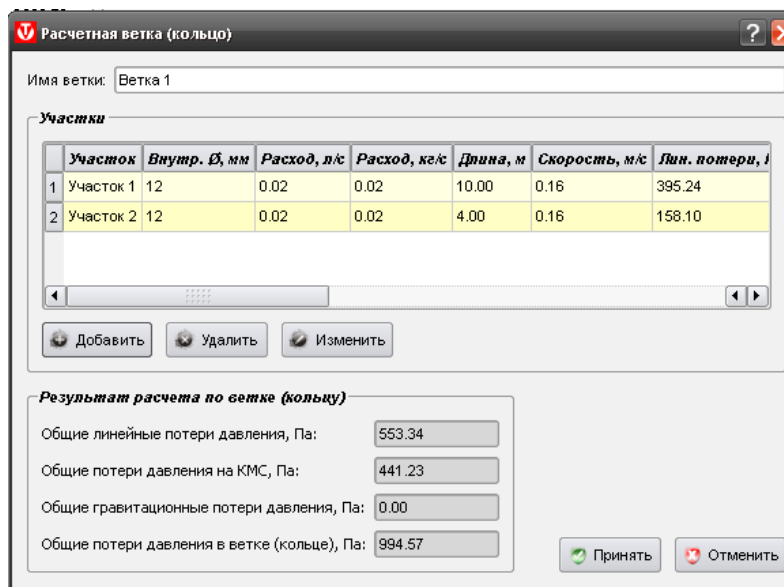 Расчетная ветка (кольцо)
Имя ветки: Ветка 1
Участки
Участок Внутр. Ø, мм Расход, л/с Расход, кг/с Длина, м Скорость, м/с Лин. потери,
1 Участок 1 12 0.02 0.02 10.00 0.16 395.24
2 Участок 2 12 0.02 0.02 4.00 0.16 158.10
Добавить Удалить Изменить
Результат расчета по ветке (кольцу)
Общие линейные потери давления, Па: 553.34
Общие потери давления на КМС, Па: 441.23
Общие гравитационные потери давления, Па: 0.00
Общие потери давления в ветке (кольце), Па: 994.57
Принять Отменить